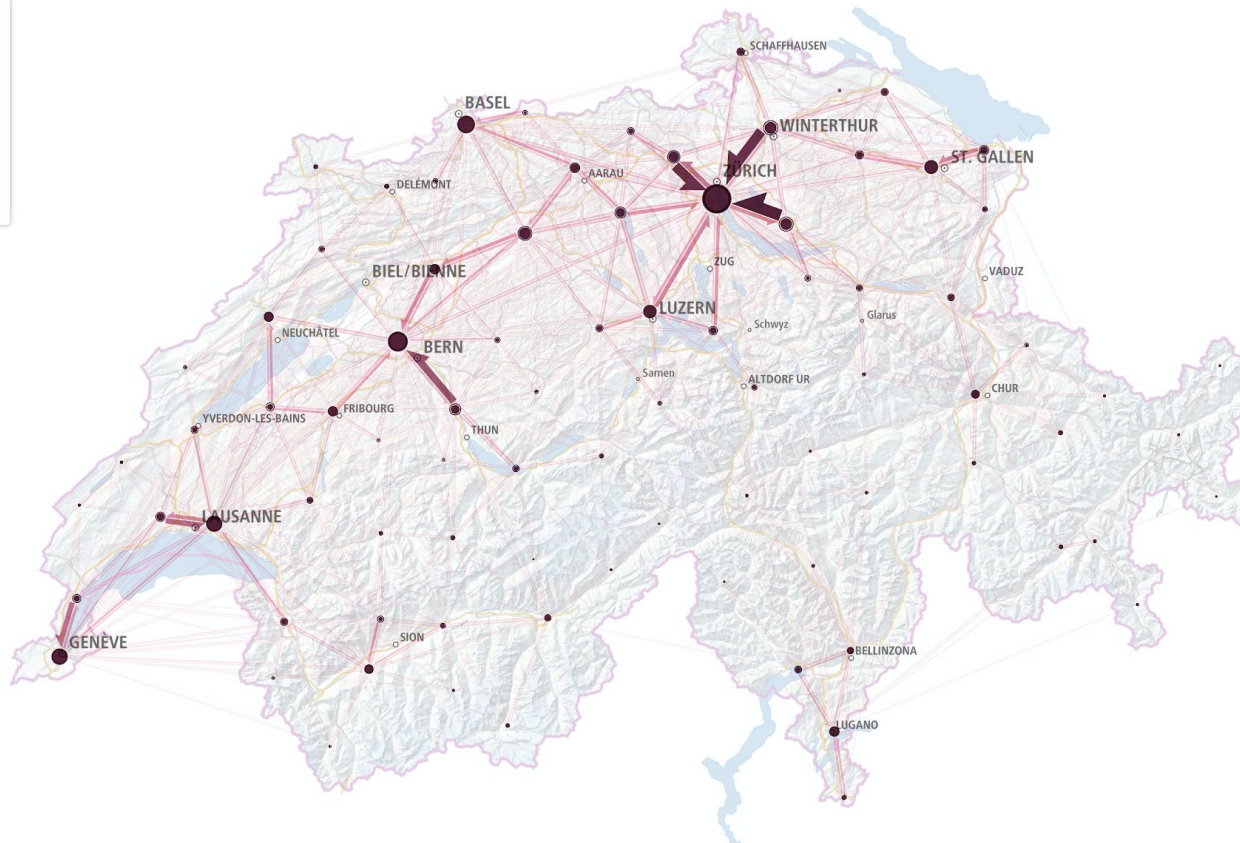 SCHAFFHAUSEN
BASEL
WINTERTHUR
ST. GALLEN
ZÜRICH
AARAU
DELÉMONT
BIEL/BIENNE
ZUG
VADUZ
LUZERN
Glarus
Schwyz
NEUCHÂTEL
BERN
Sarnen
ALTDORF UR
CHUR
FRIBOURG
YVERDON-LES-BAINS
THUN
LAUSANNE
GENÈVE
SION
BELLINZONA
LUGANO